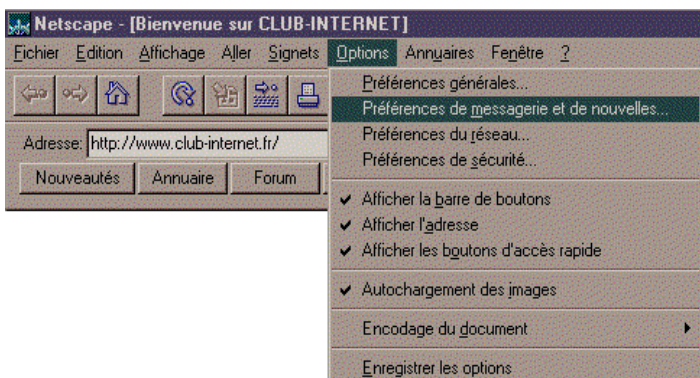 Netscape - [Bienvenue sur CLUB-INTERNET]
Fichier Edition Affichage Aller Signets Options Annuaires Fenêtre ?
Préférences générales...
Préférences de messagerie et de nouvelles...
Préférences du réseau...
Préférences de sécurité...
Adresse: http://www.club-internet.fr/
Nouveautés Annuaire Forum
Afficher la barre de boutons
Afficher l'adresse
Afficher les boutons d'accès rapide
Autochargement des images
Encodage du document
Enregistrer les options